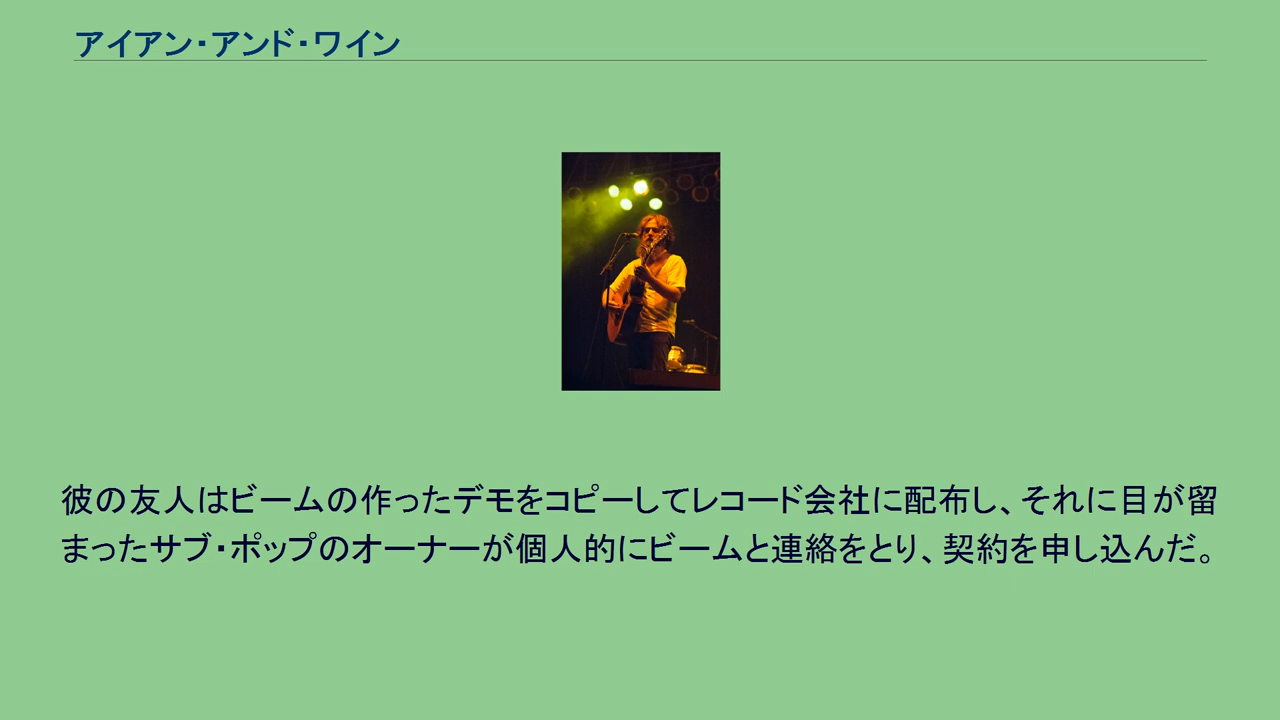 アイアン・アンド・ワイン
彼の友人はビームの作ったデモをコピーしてレコード会社に配布し、それに目が留
まったサブ・ポップのオーナーが個人的にビームと連絡をとり、契約を申し込んだ。